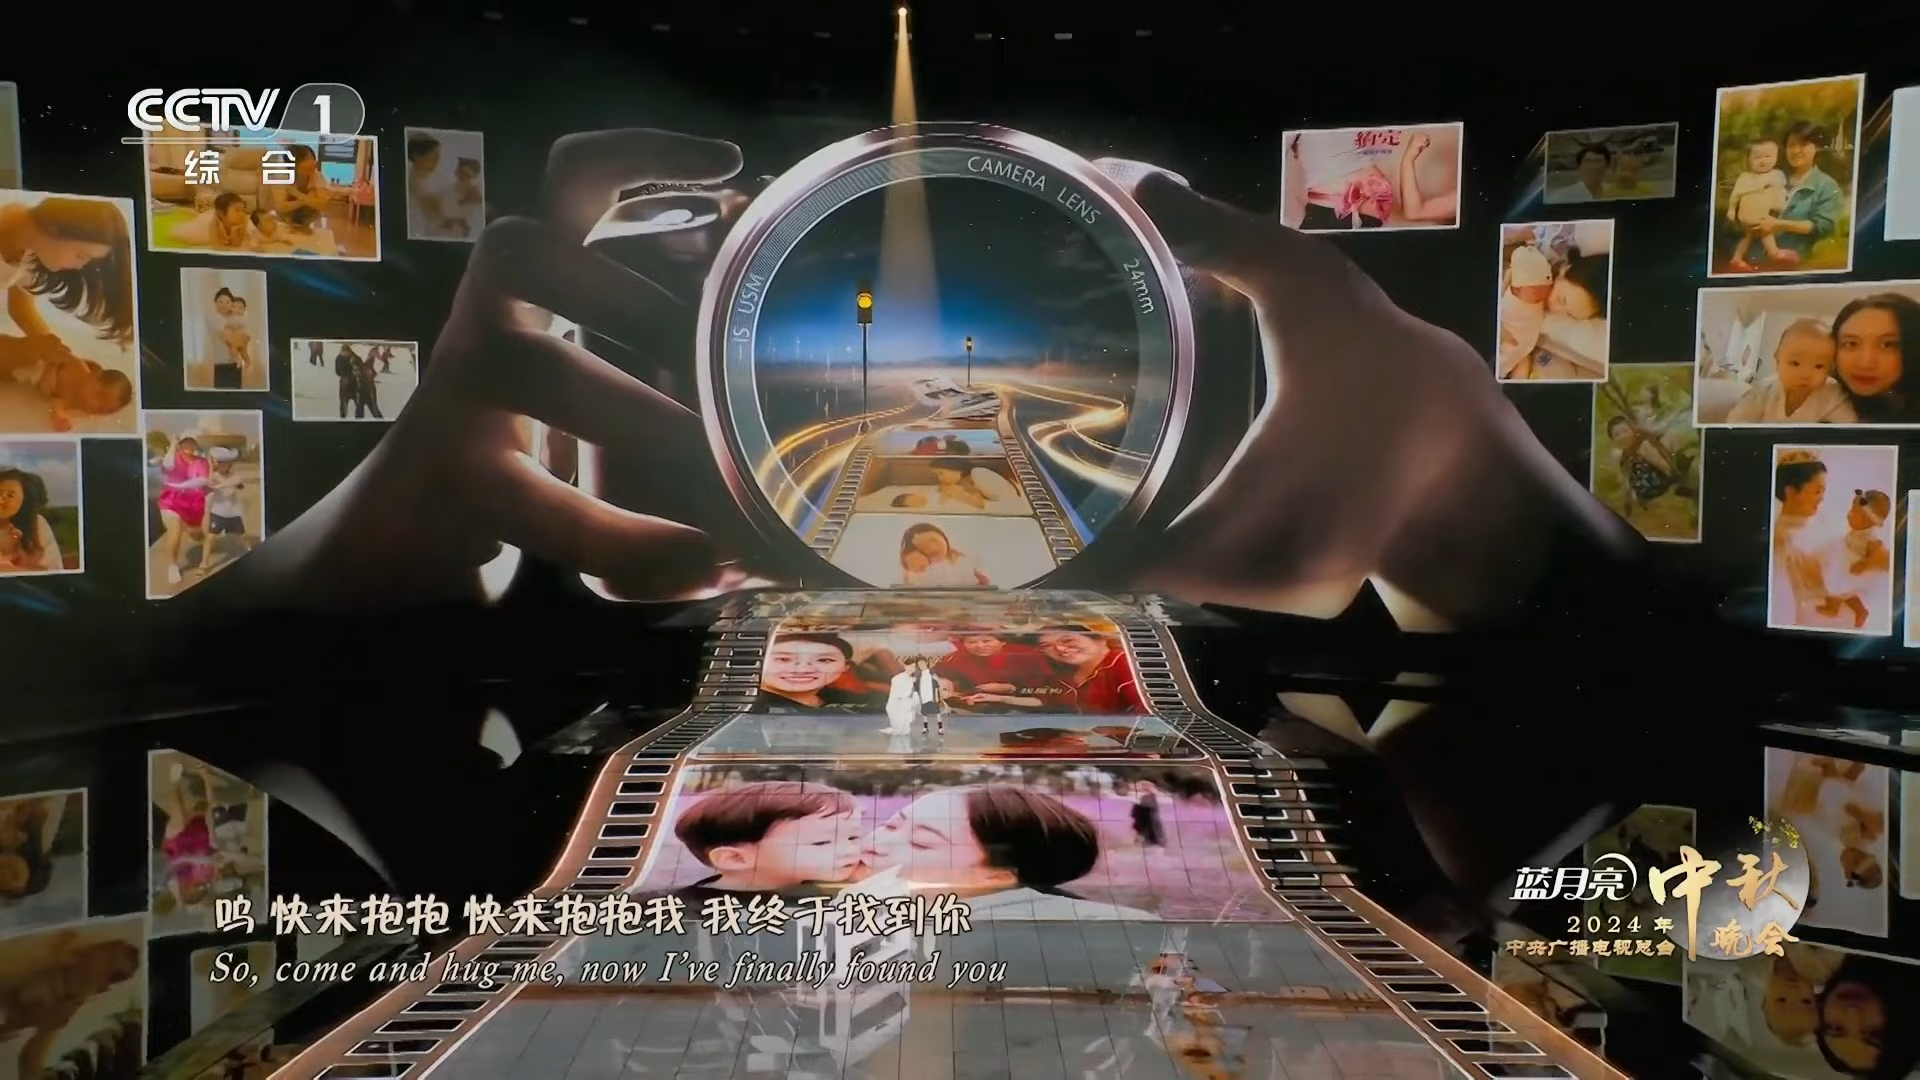 CCTV 1
综合
约定
CAMERA LENS
24mm
IS USM
呜 快来抱抱 快来抱抱我 我终于找到你
So, come and hug me, now I've finally found you
蓝月亮 中秋
2024年
中央广播电视总台
晚会